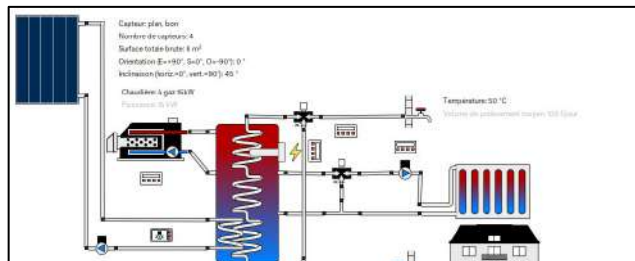 Capteur: plan, bon
Nombre de capteurs: 4
Surface totale brute: 8 m²
Orientation (E=+90°, S=0°, O=-90°): 0 °
Inclinaison (horiz.=0°, vert.=90°): 45 °
Chaudière: à gaz 15kW
Puissance: 15 kW
Température: 50 °C
Volume de prélèvement moyen: l/jour